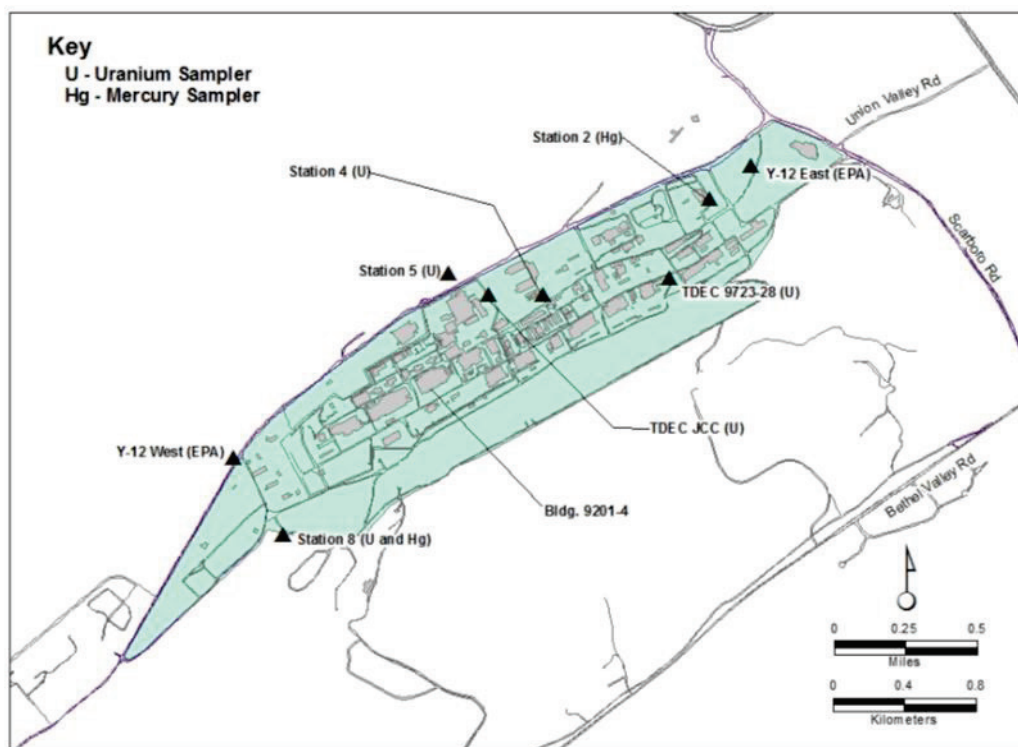 Key
U - Uranium Sampler
Hg - Mercury Sampler
Union Valley Rd
Station 2 (Hg)
Station 4 (U)
Y-12 East (EPA)
Scarboro Rd
Station 5 (U)
TDEC 9723-28 (U)
TDEC JCC (U)
Y-12 West (EPA)
Bethel Valley Rd
Bldg. 9201-4
Station 8 (U and Hg)
0 0.25 0.5
Miles
0 0.4 0.8
Kilometers